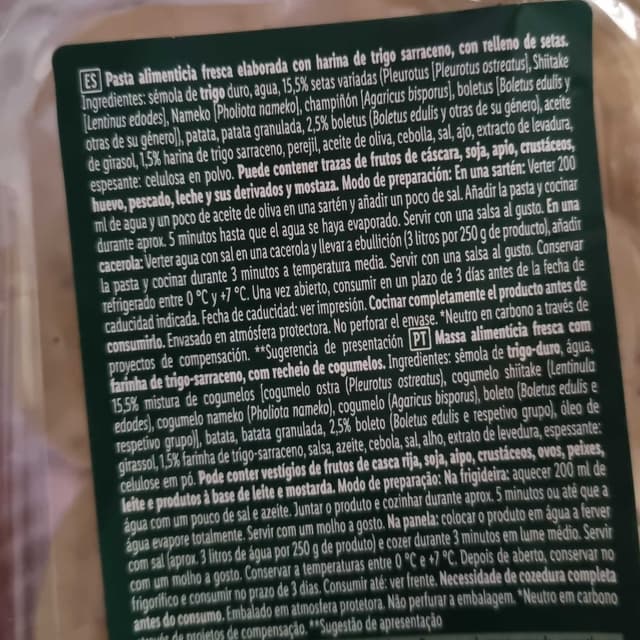 ES Pasta alimenticia fresca elaborada con harina de trigo sarraceno, con relleno de setas.
Ingredientes: sémola de trigo duro, agua, 15,5% setas variadas (Pleurotus [Pleurotus ostreatus], Shiitake
[Lentinus edodes], Nameko [Pholiota nameko], champiñón [Agaricus bisporus], boletus [Boletus edulis y
otras de su género]), patata, patata granulada, 2,5% boletus (Boletus edulis y otras de su género), aceite
de girasol, 1,5% harina de trigo sarraceno, perejil, aceite de oliva, cebolla, sal, ajo, extracto de levadura,
espesante: celulosa en polvo. Puede contener trazas de frutos de cáscara, soja, apio, crustáceos,
huevo, pescado, leche y sus derivados y mostaza. Modo de preparación: En una sartén: Verter 200
ml de agua y un poco de aceite de oliva en una sartén y añadir un poco de sal. Añadir la pasta y cocinar
durante aprox. 5 minutos hasta que el agua se haya evaporado. Servir con una salsa al gusto. En una
cacerola: Verter agua con sal en una cacerola y llevar a ebullición (3 litros por 250 g de producto), añadir
la pasta y cocinar durante 3 minutos a temperatura media. Servir con una salsa al gusto. Conservar
refrigerado entre 0 °C y +7 °C. Una vez abierto, consumir en un plazo de 3 días antes de la fecha de
caducidad indicada. Fecha de caducidad: ver impresión. Cocinar completamente el producto antes de
consumirlo. Envasado en atmósfera protectora. No perforar el envase. *Neutro en carbono a través de
proyectos de compensación. **Sugerencia de presentación PT Massa alimentícia fresca com
farinha de trigo-sarraceno, com recheio de cogumelos. Ingredientes: sêmola de trigo-duro, água,
15,5% mistura de cogumelos [cogumelo ostra (Pleurotus ostreatus), cogumelo shiitake (Lentinula
edodes), cogumelo nameko (Pholiota nameko), cogumelo (Agaricus bisporus), boleto (Boletus edulis e
respetivo grupo)], batata, batata granulada, 2,5% boleto (Boletus edulis e respetivo grupo), óleo de
girassol, 1,5% farinha de trigo-sarraceno, salsa, azeite, cebola, sal, alho, extrato de levedura, espessante:
celulose em pó. Pode conter vestígios de frutos de casca rija, soja, aipo, crustáceos, ovos, peixes,
leite e produtos à base de leite e mostarda. Modo de preparação: Na frigideira: aquecer 200 ml de
água com um pouco de sal e azeite. Juntar o produto e cozinhar durante aprox. 5 minutos ou até que a
água evapore totalmente. Servir com um molho a gosto. Na panela: colocar o produto em água a ferver
com sal (aprox. 3 litros de água por 250 g de produto) e cozer durante 3 minutos em lume médio. Servir
com um molho a gosto. Conservar a temperaturas entre 0 °C e +7 °C. Depois de aberto, conservar no
frigorífico e consumir no prazo de 3 dias. Consumir até: ver frente. Necessidade de cozedura completa
antes do consumo. Embalado em atmosfera protetora. Não perfurar a embalagem. *Neutro em carbono
através de projetos de compensação. **Sugestão de apresentação